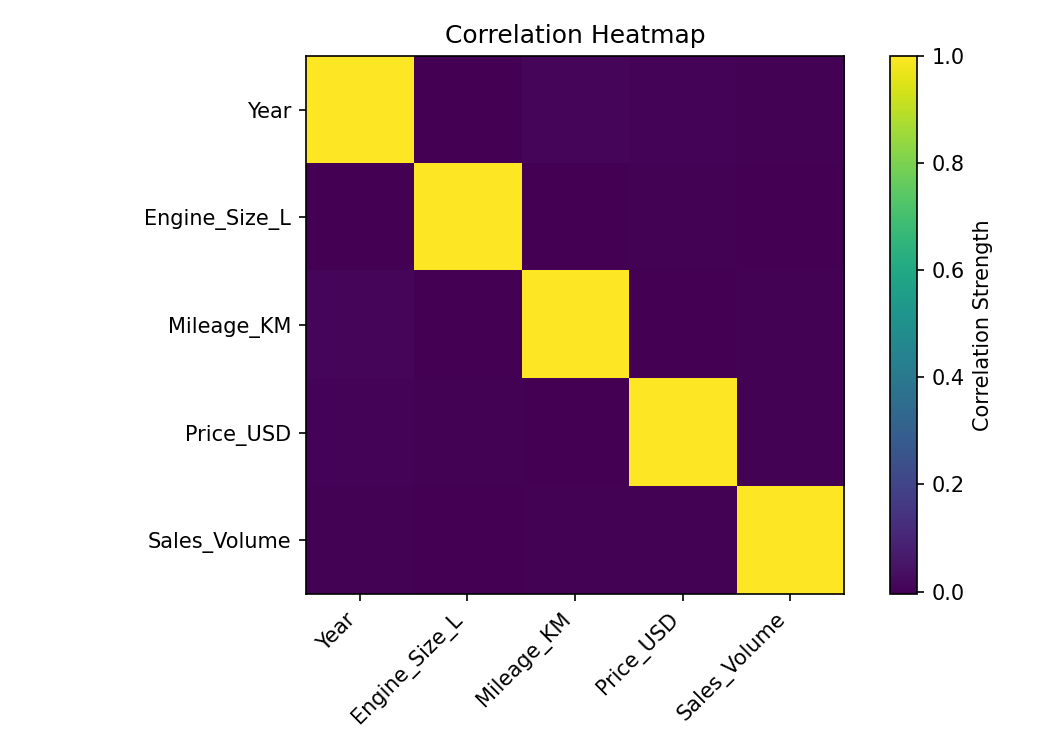 Correlation Heatmap
Year
Engine_Size_L
Mileage_KM
Price_USD
Sales_Volume
Year
Engine_Size_L
Mileage_KM
Price_USD
Sales_Volume
1.0
0.8
0.6
0.4
0.2
0.0
Correlation Strength